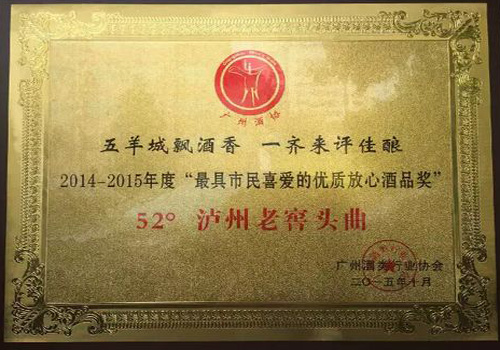 广州酒协
五羊城飘酒香 一齐来评佳酿
2014-2015年度“最具市民喜爱的优质放心酒品奖”
52° 泸州老窖头曲
广州酒类行业协会
二〇一五年十月